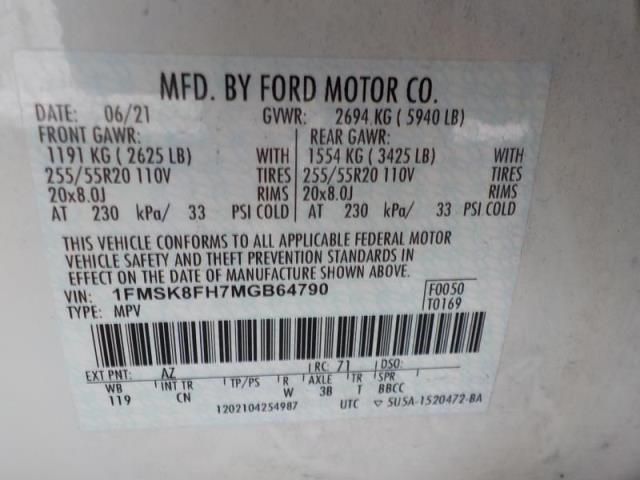 MFD. BY FORD MOTOR CO.
DATE: 06/21 GVWR: 2694 KG ( 5940 LB)
FRONT GAWR: REAR GAWR:
1191 KG ( 2625 LB) WITH 1554 KG ( 3425 LB) WITH
255/55R20 110V TIRES 255/55R20 110V TIRES
20x8.0J RIMS 20x8.0J RIMS
AT 230 kPa/ 33 PSI COLD AT 230 kPa/ 33 PSI COLD
THIS VEHICLE CONFORMS TO ALL APPLICABLE FEDERAL MOTOR
VEHICLE SAFETY AND THEFT PREVENTION STANDARDS IN
EFFECT ON THE DATE OF MANUFACTURE SHOWN ABOVE.
VIN: 1FMSK8FH7MGB64790 F0050
TYPE: MPV T0169
EXT PNT: AZ RC: 71 DSO:
WB INT TR TP/PS R AXLE TR SPR
119 CN W 3B T BBCC
1202104254987 UTC ▽ 5U5A-1520472-BA